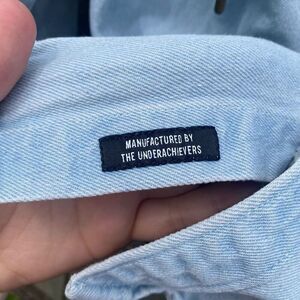 MANUFACTURED BY
THE UNDERACHIEVERS